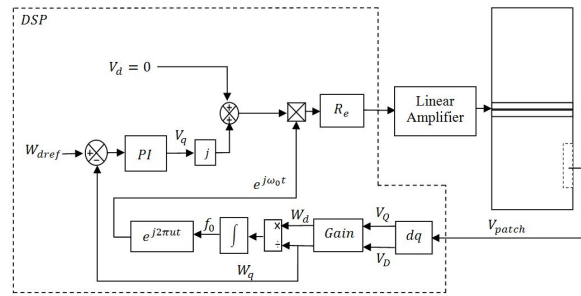 DSP
V_d = 0
Linear
Amplifier
R_e
V_q
W_dref
PI
j
e^{jω_0t}
V_patch
f_0
W_d
V_Q
e^{j2πut}
∫
x
÷
Gain
dq
V_D
W_q